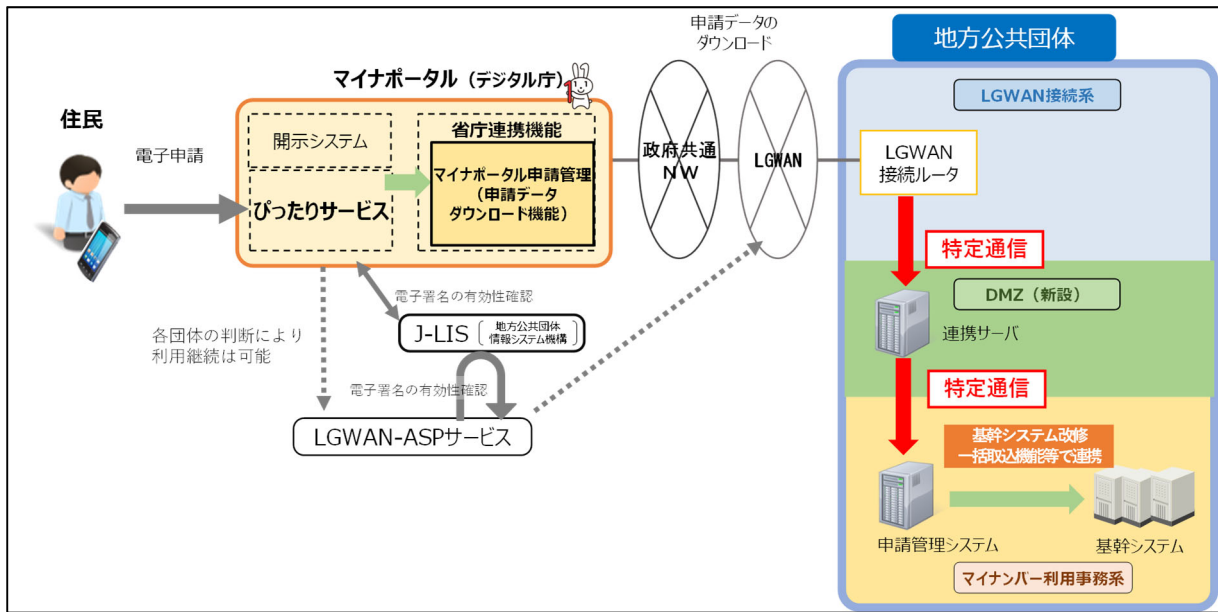 申請データの
ダウンロード
地方公共団体
マイナポータル（デジタル庁）
LGWAN接続系
住民
電子申請
開示システム
省庁連携機能
マイナポータル申請管理
（申請データ
ダウンロード機能）
ぴったりサービス
政府共通
NW
LGWAN
LGWAN
接続ルータ
特定通信
DMZ（新設）
連携サーバ
電子署名の有効性確認
各団体の判断により
利用継続は可能
J-LIS
地方公共団体
情報システム機構
電子署名の有効性確認
LGWAN-ASPサービス
特定通信
基幹システム改修
一括取込機能等で連携
申請管理システム
基幹システム
マイナンバー利用事務系